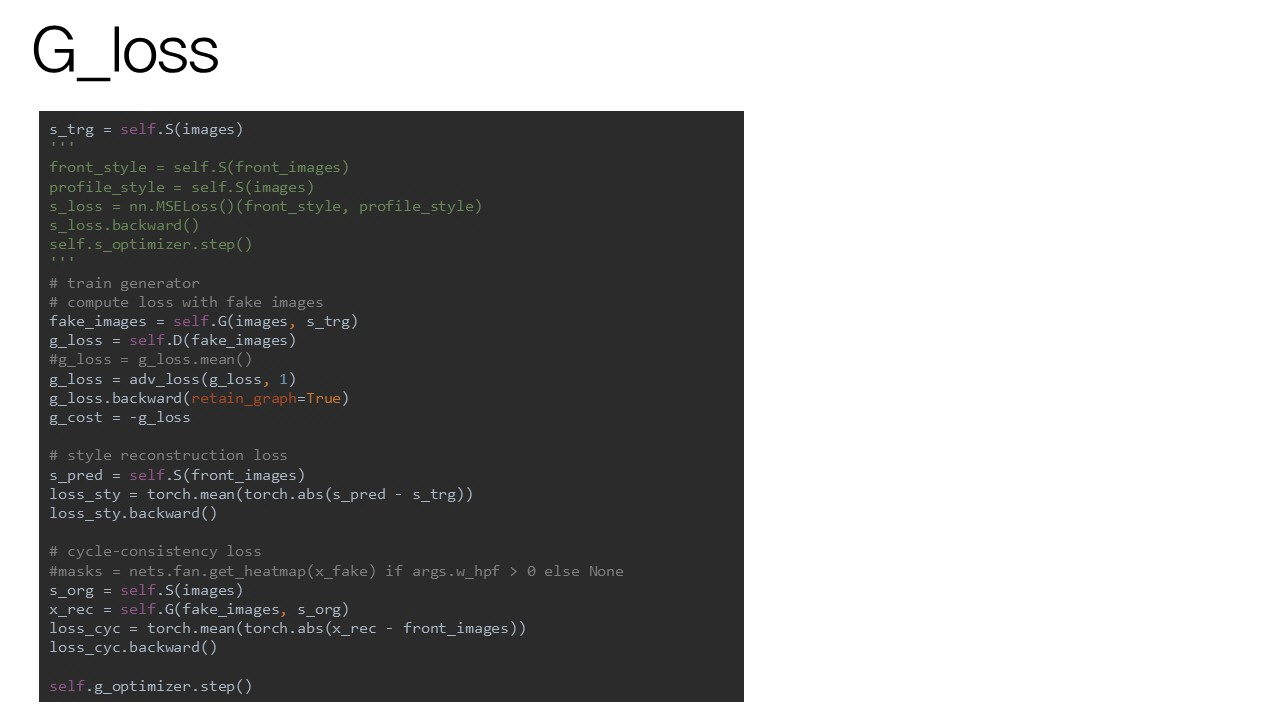 G_loss
s_trg = self.S(images)
'''
front_style = self.S(front_images)
profile_style = self.S(images)
s_loss = nn.MSELoss()(front_style, profile_style)
s_loss.backward()
self.s_optimizer.step()
'''
# train generator
# compute loss with fake images
fake_images = self.G(images, s_trg)
g_loss = self.D(fake_images)
#g_loss = g_loss.mean()
g_loss = adv_loss(g_loss, 1)
g_loss.backward(retain_graph=True)
g_cost = -g_loss
# style reconstruction loss
s_pred = self.S(front_images)
loss_sty = torch.mean(torch.abs(s_pred - s_trg))
loss_sty.backward()
# cycle-consistency loss
#masks = nets.fan.get_heatmap(x_fake) if args.w_hpf > 0 else None
s_org = self.S(images)
x_rec = self.G(fake_images, s_org)
loss_cyc = torch.mean(torch.abs(x_rec - front_images))
loss_cyc.backward()
self.g_optimizer.step()